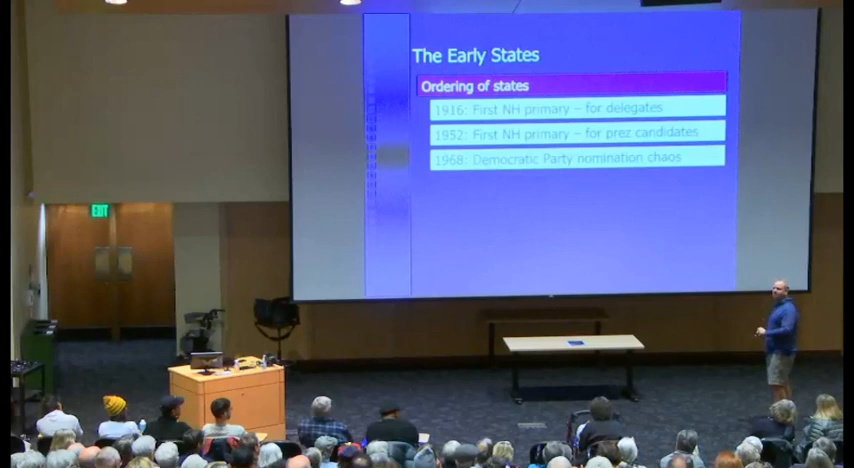 EXIT
The Early States
Ordering of states
1916: First NH primary – for delegates
1952: First NH primary – for prez candidates
1968: Democratic Party nomination chaos